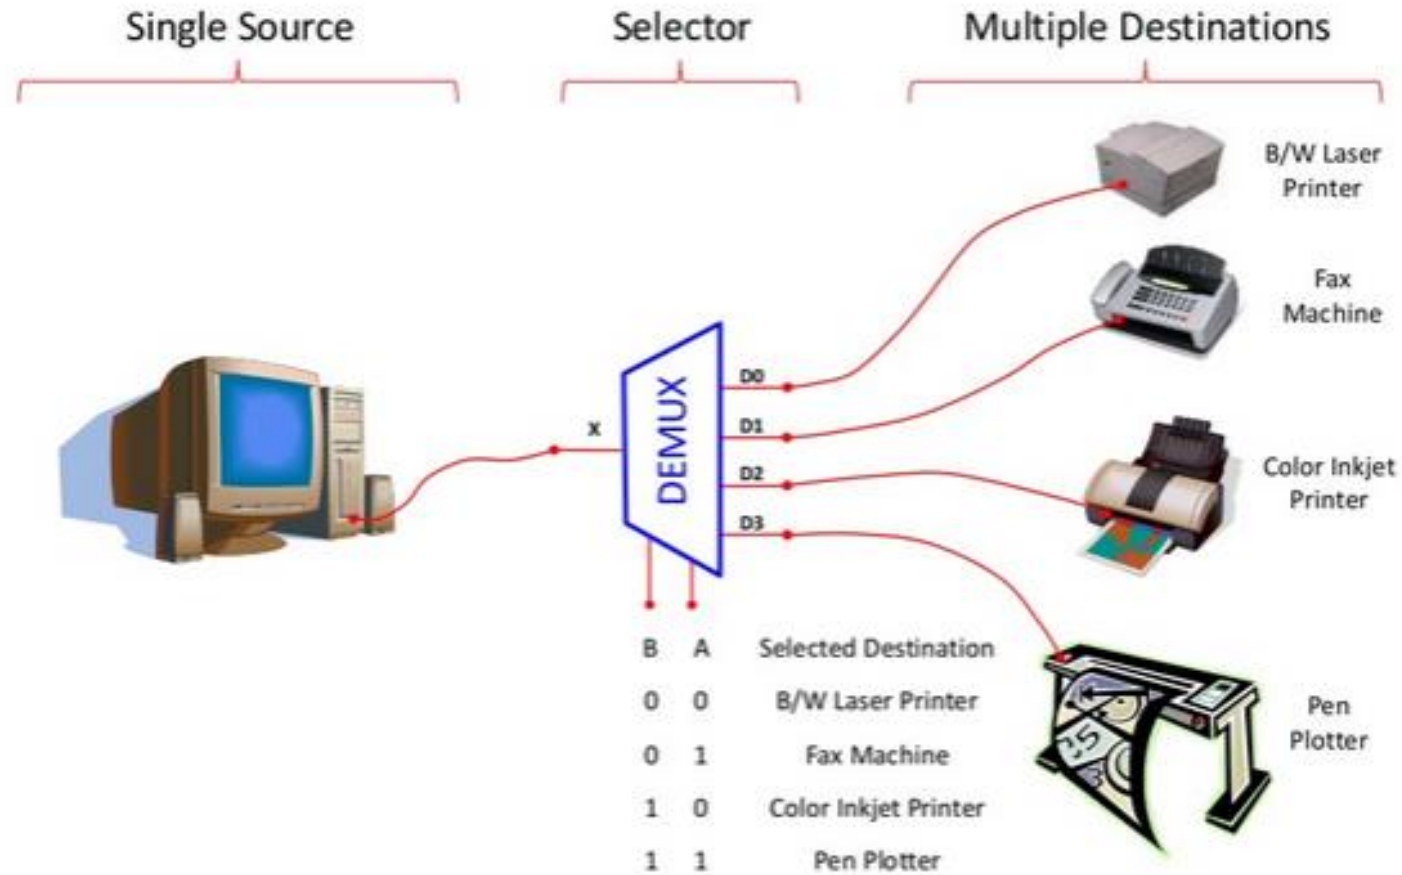 Single Source
Selector
Multiple Destinations
B/W Laser
Printer
Fax
Machine
Color Inkjet
Printer
Pen
Plotter
X
DEMUX
D0
D1
D2
D3
B A Selected Destination
0 0 B/W Laser Printer
0 1 Fax Machine
1 0 Color Inkjet Printer
1 1 Pen Plotter